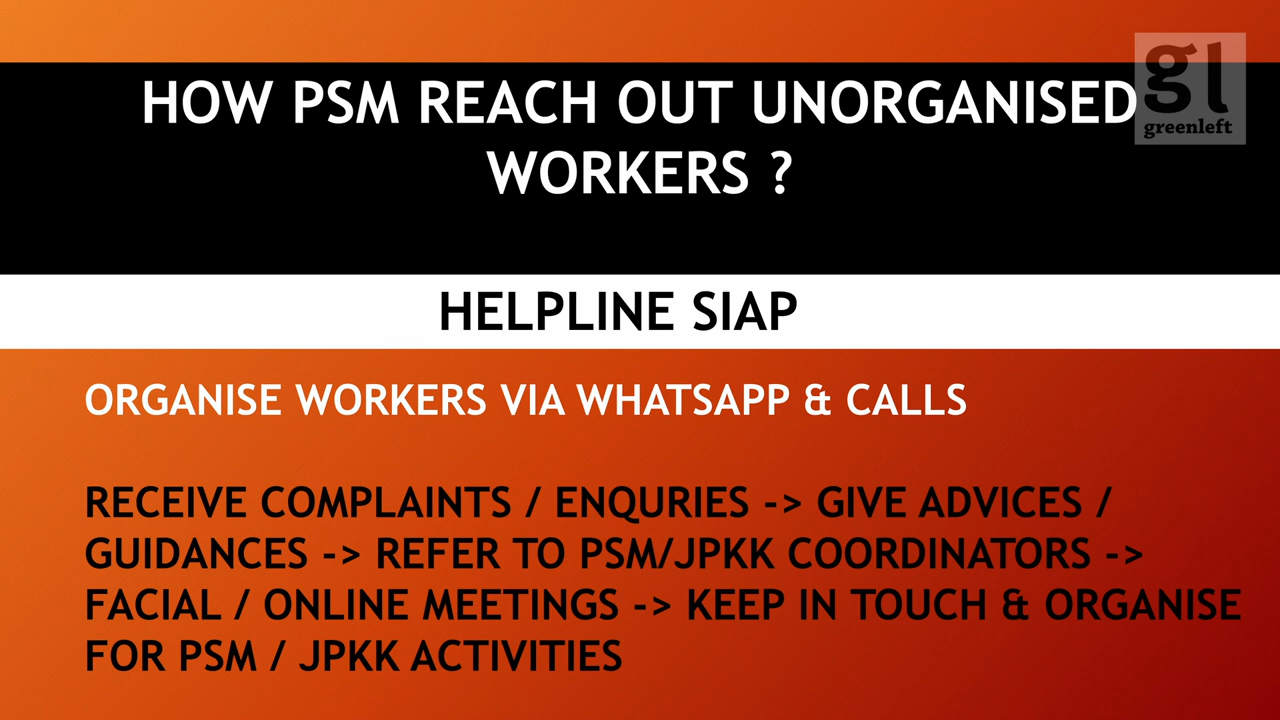 HOW PSM REACH OUT UNORGANISED
WORKERS ?
gl
greenleft
HELPLINE SIAP
ORGANISE WORKERS VIA WHATSAPP & CALLS
RECEIVE COMPLAINTS / ENQURIES -> GIVE ADVICES /
GUIDANCES -> REFER TO PSM/JPKK COORDINATORS ->
FACIAL / ONLINE MEETINGS -> KEEP IN TOUCH & ORGANISE
FOR PSM / JPKK ACTIVITIES